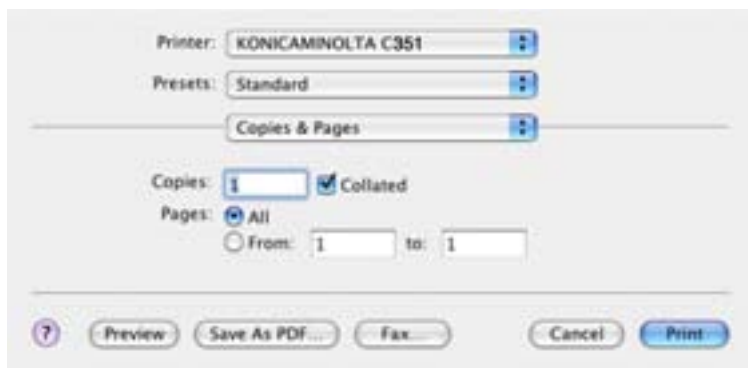 Printer: KONICAMINOLTA C351
Presets: Standard
Copies & Pages
Copies: 1 Collated
Pages: All
From: 1 to: 1
? Preview Save As PDF... Fax... Cancel Print